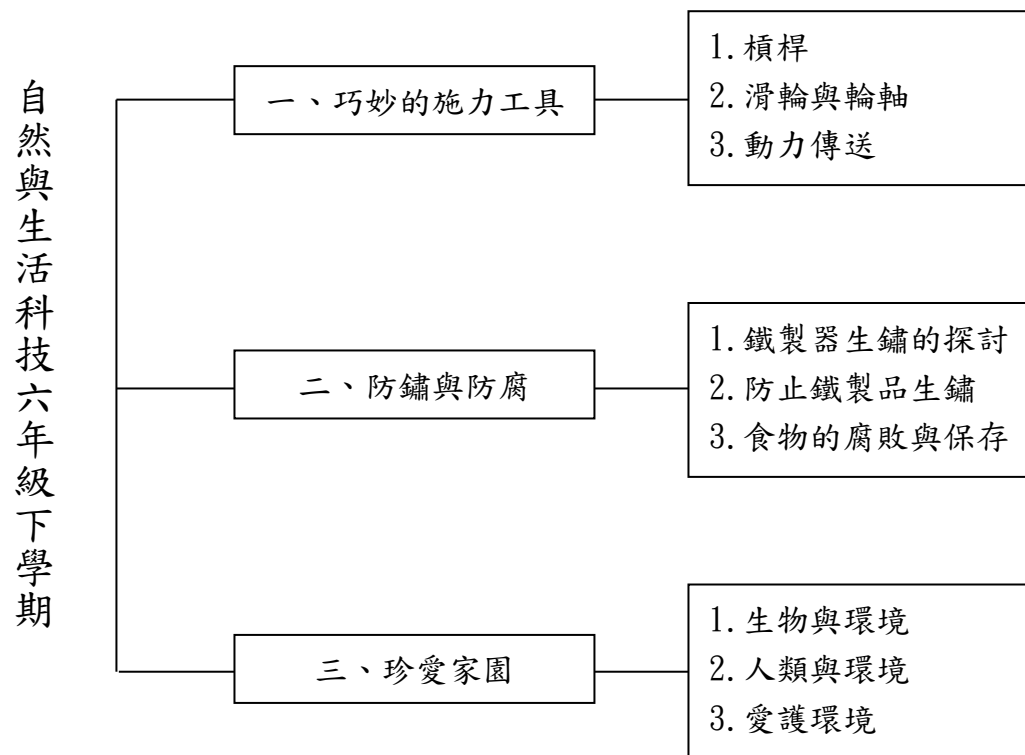 自然與生活科技六年級下學期
一、巧妙的施力工具
1.槓桿
2.滑輪與輪軸
3.動力傳送
二、防鏽與防腐
1.鐵製器生鏽的探討
2.防止鐵製品生鏽
3.食物的腐敗與保存
三、珍愛家園
1.生物與環境
2.人類與環境
3.愛護環境